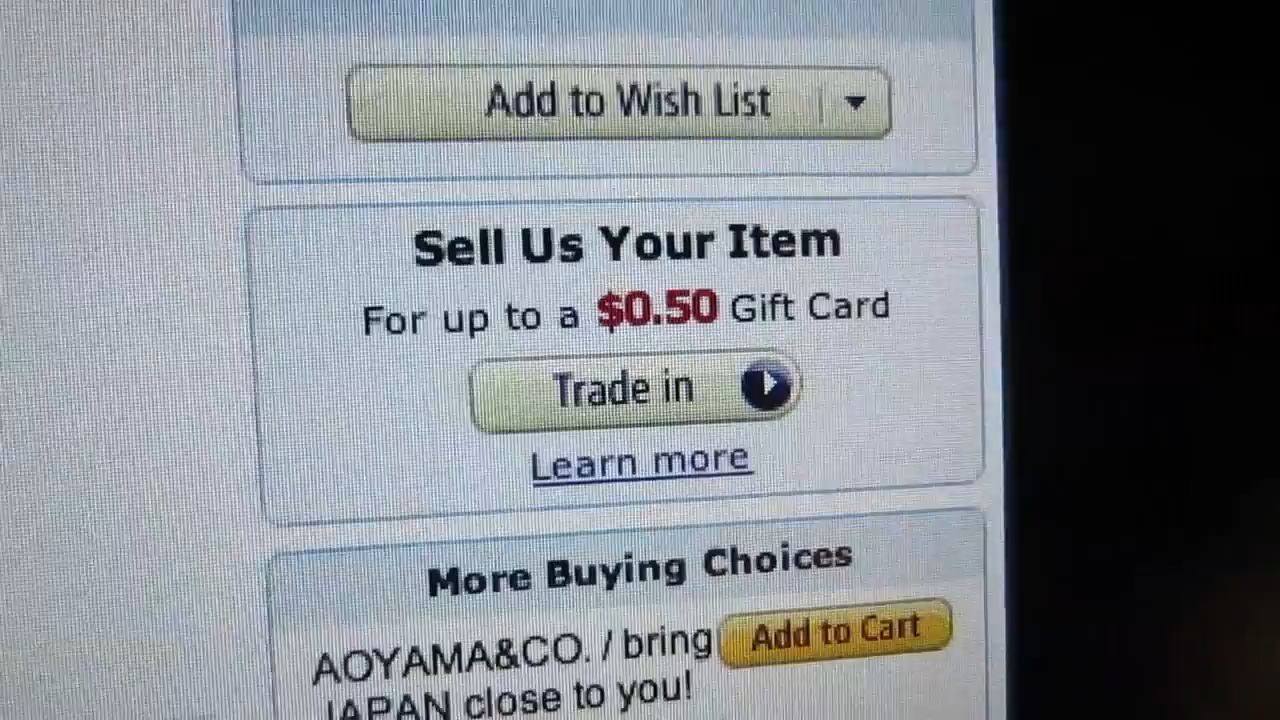 Add to Wish List
Sell Us Your Item
For up to a $0.50 Gift Card
Trade in
Learn more
More Buying Choices
AOYAMA&CO. / bring Add to Cart
JAPAN close to you!